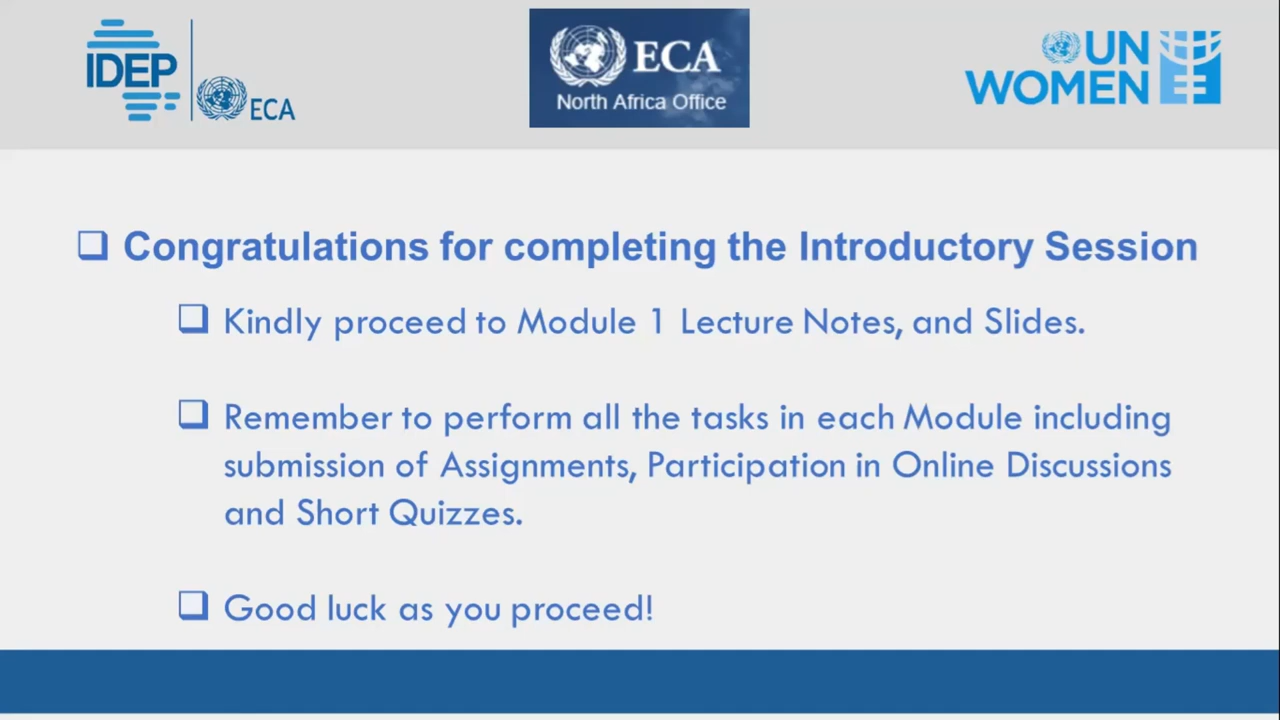 IDEP
ECA
ECA
North Africa Office
UN
WOMEN
Congratulations for completing the Introductory Session
Kindly proceed to Module 1 Lecture Notes, and Slides.
Remember to perform all the tasks in each Module including
submission of Assignments, Participation in Online Discussions
and Short Quizzes.
Good luck as you proceed!